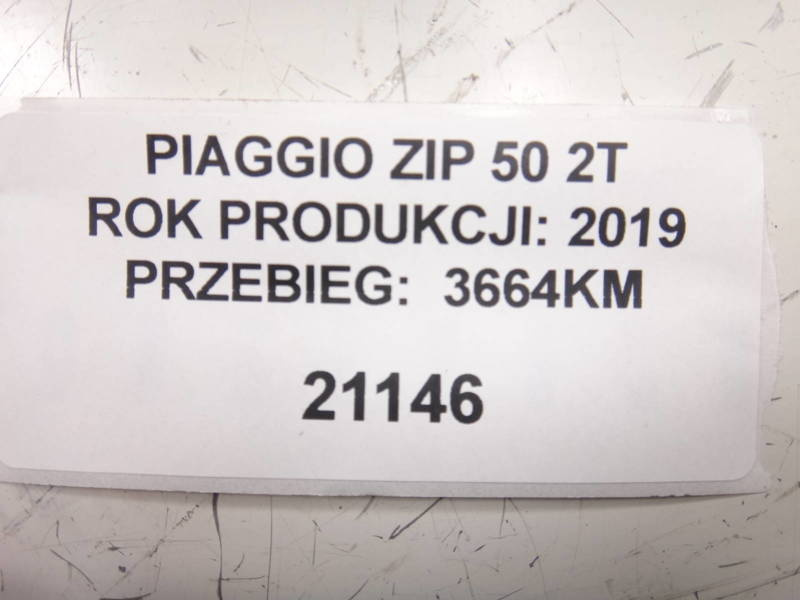 PIAGGIO ZIP 50 2T
ROK PRODUKCJI: 2019
PRZEBIEG: 3664KM
21146